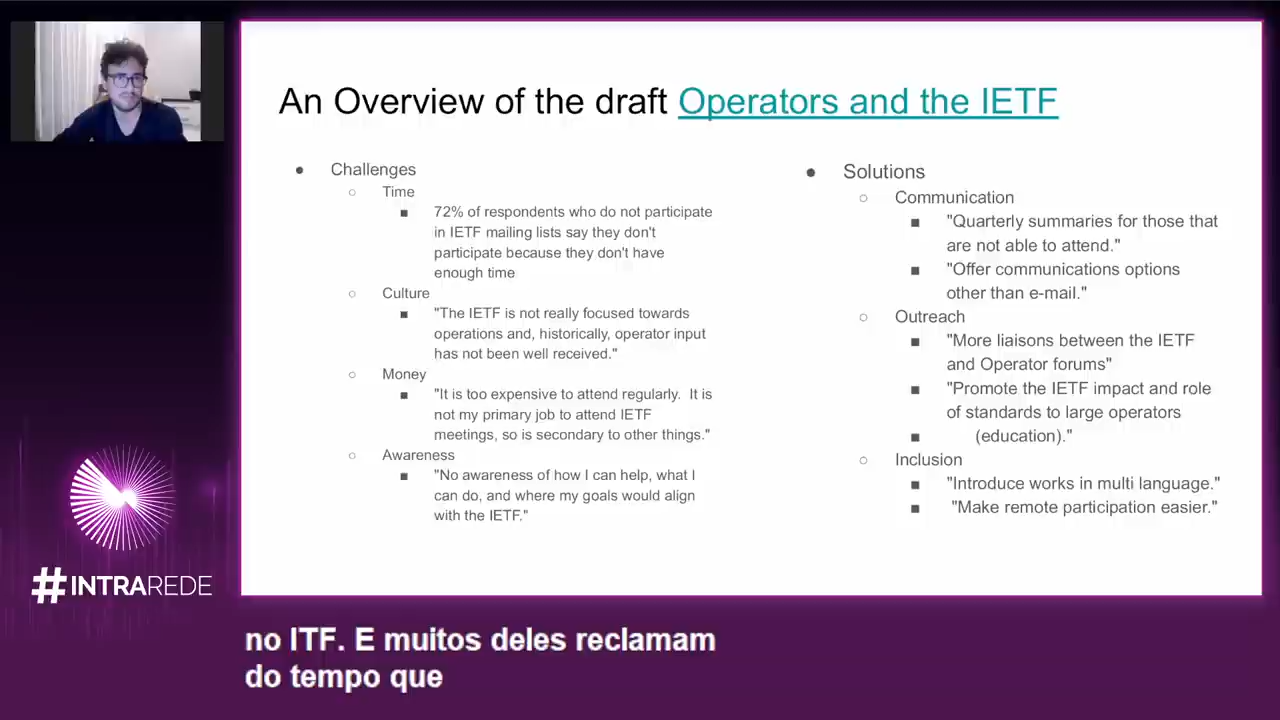 An Overview of the draft Operators and the IETF
Challenges
Time
72% of respondents who do not participate
in IETF mailing lists say they don't
participate because they don't have
enough time
Culture
"The IETF is not really focused towards
operations and, historically, operator input
has not been well received."
Money
"It is too expensive to attend regularly. It is
not my primary job to attend IETF
meetings, so is secondary to other things."
Awareness
"No awareness of how I can help, what I
can do, and where my goals would align
with the IETF."
Solutions
Communication
"Quarterly summaries for those that
are not able to attend."
"Offer communications options
other than e-mail."
Outreach
"More liaisons between the IETF
and Operator forums"
"Promote the IETF impact and role
of standards to large operators
(education)."
Inclusion
"Introduce works in multi language."
"Make remote participation easier."
#INTRAREDE
no ITF. E muitos deles reclamam
do tempo que